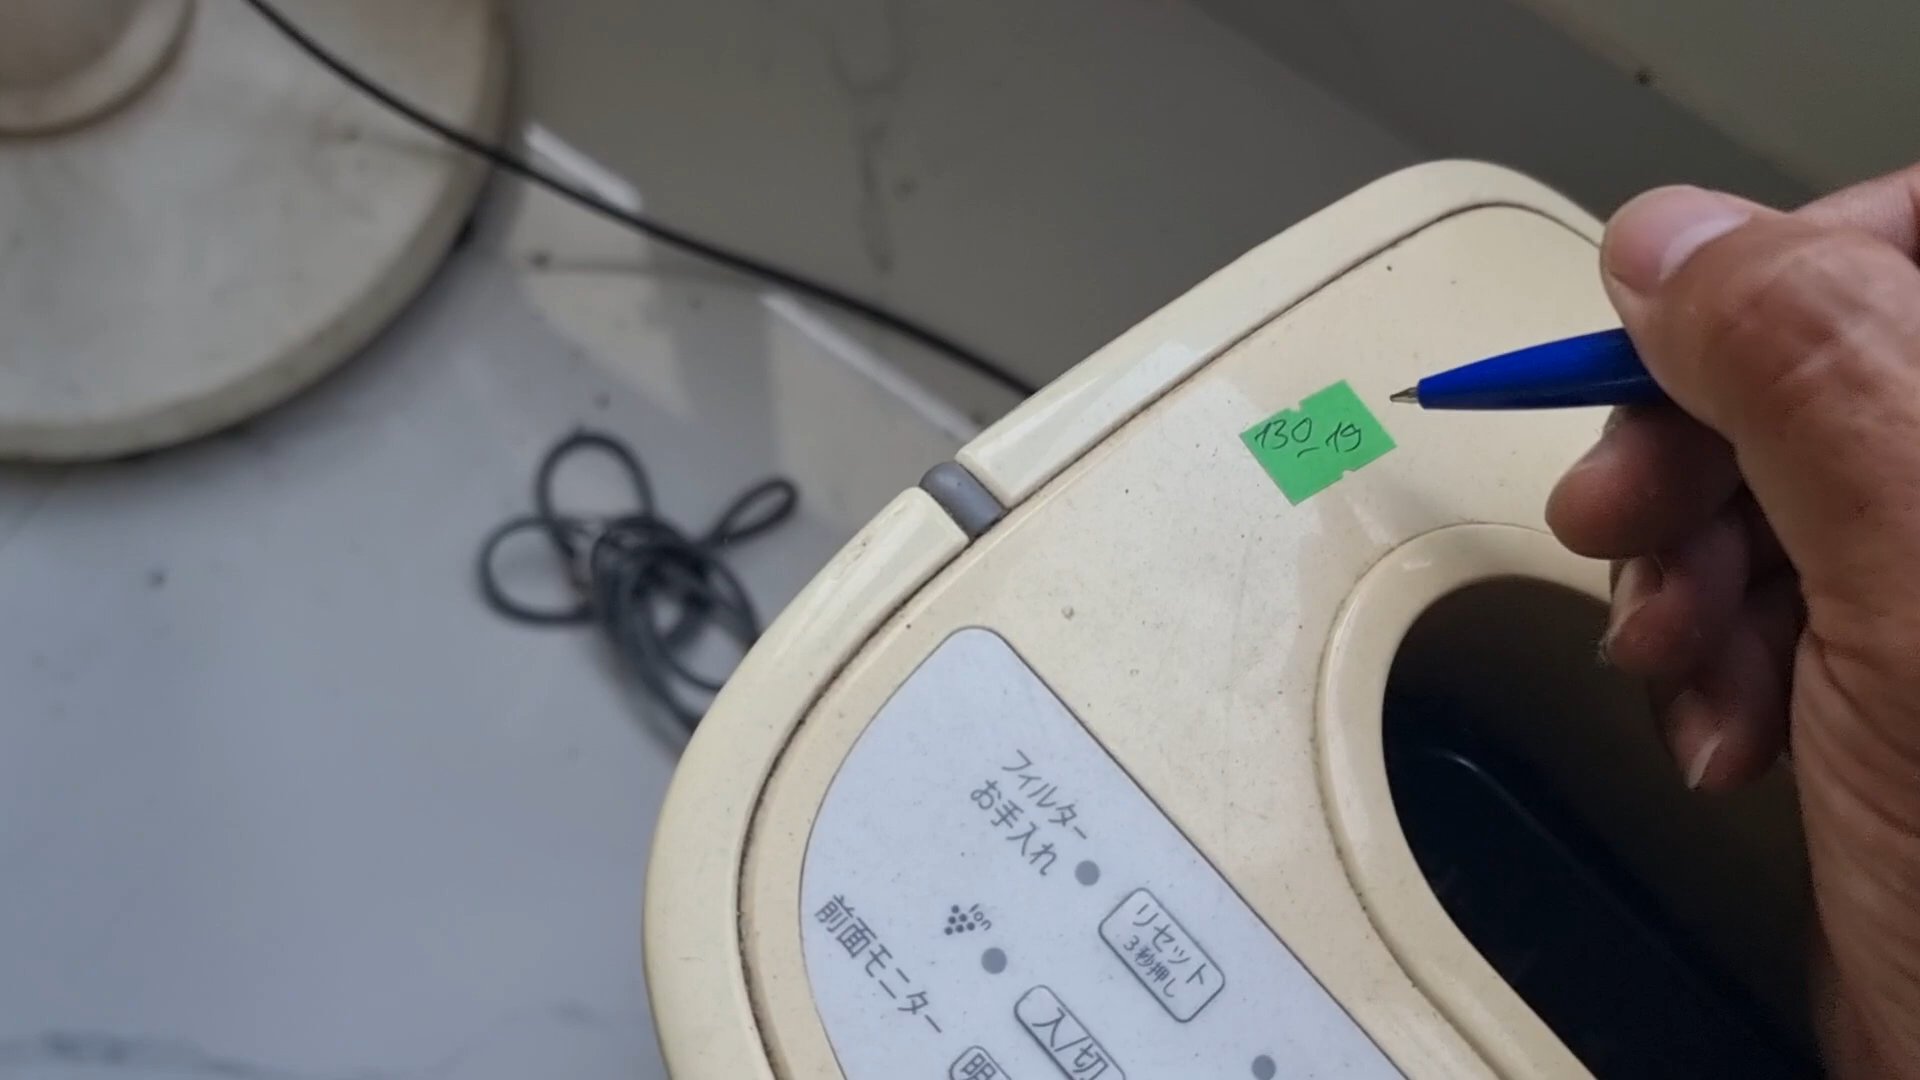 130_19
フィルター
お手入れ
Ion
リセット
3秒押し
前面モニター
入/切
明